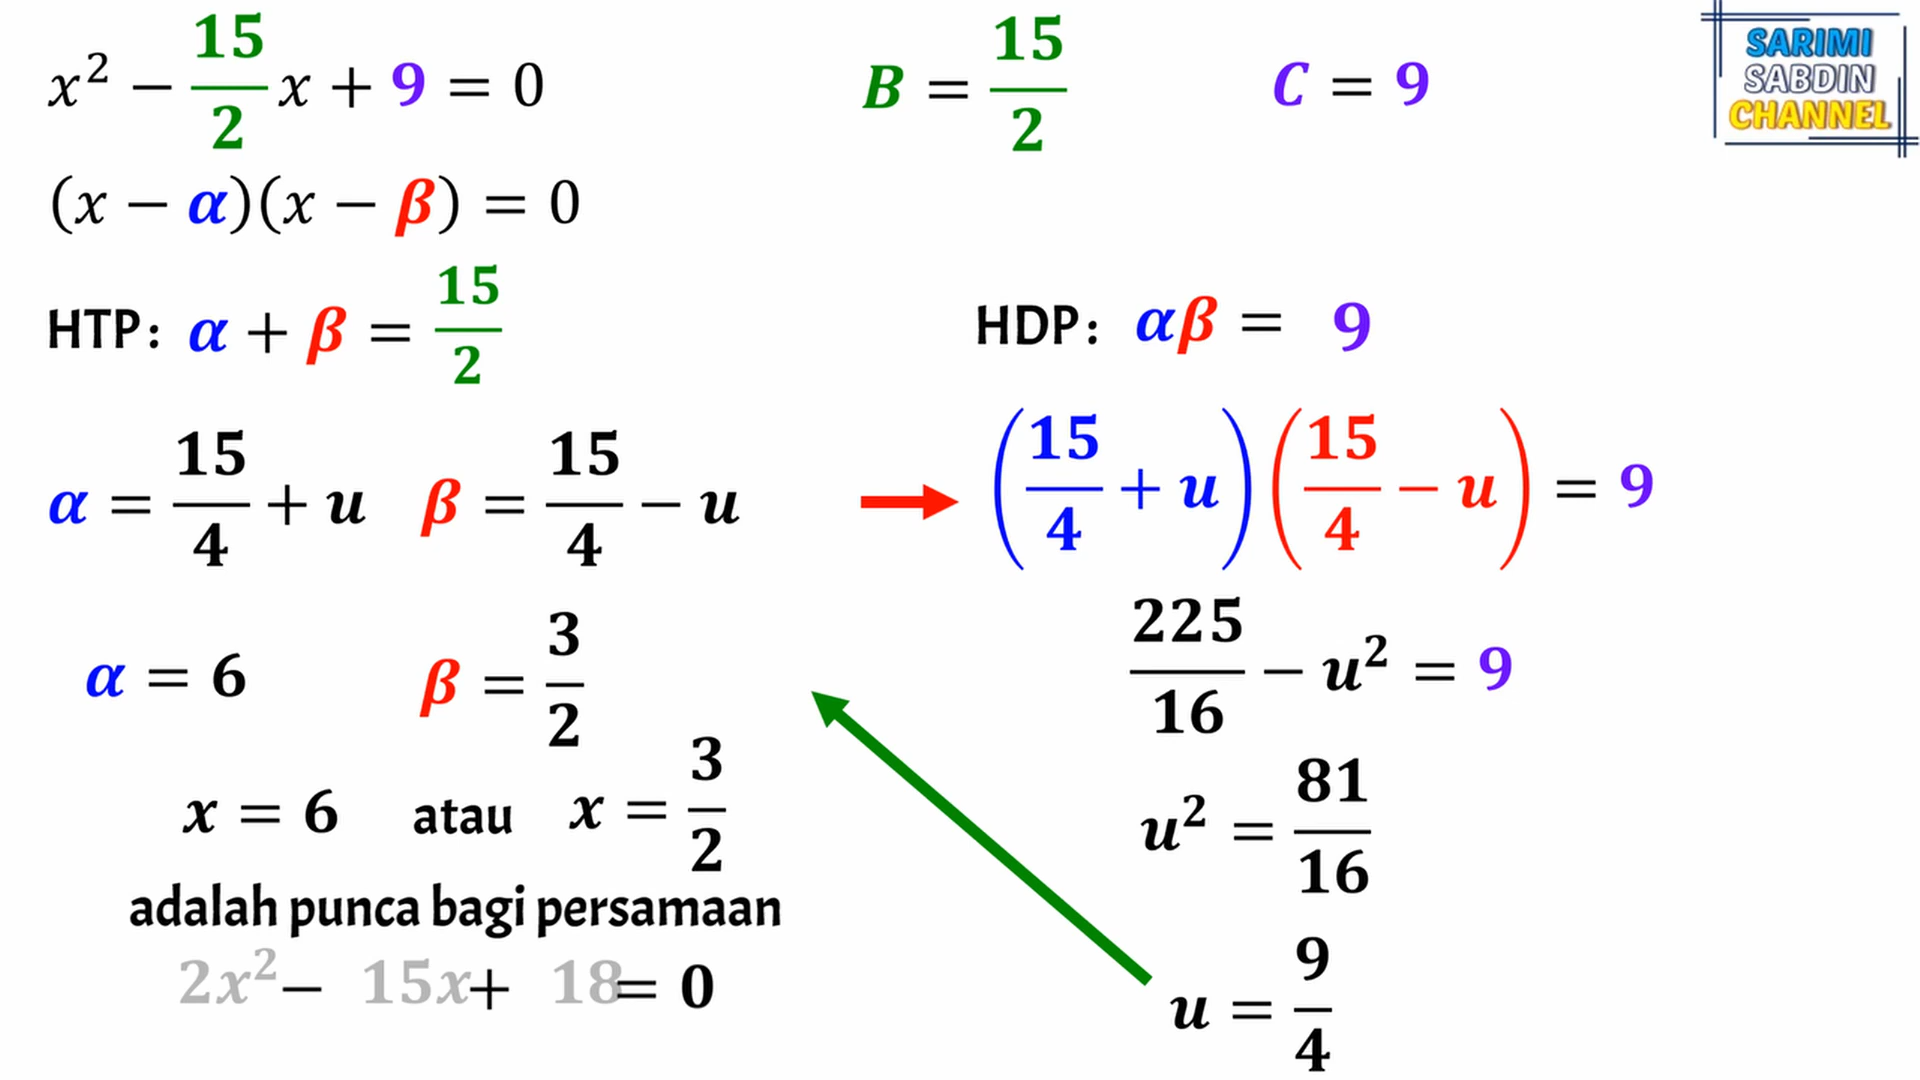 x² − 15/2 x + 9 = 0
B = 15/2
C = 9
SARIMI
SABDIN
CHANNEL
(x − α)(x − β) = 0
HTP: α + β = 15/2
HDP: αβ = 9
α = 15/4 + u
β = 15/4 − u
(15/4 + u)(15/4 − u) = 9
α = 6
β = 3/2
225/16 − u² = 9
x = 6 atau x = 3/2
u² = 81/16
adalah punca bagi persamaan
2x² − 15x + 18 = 0
u = 9/4